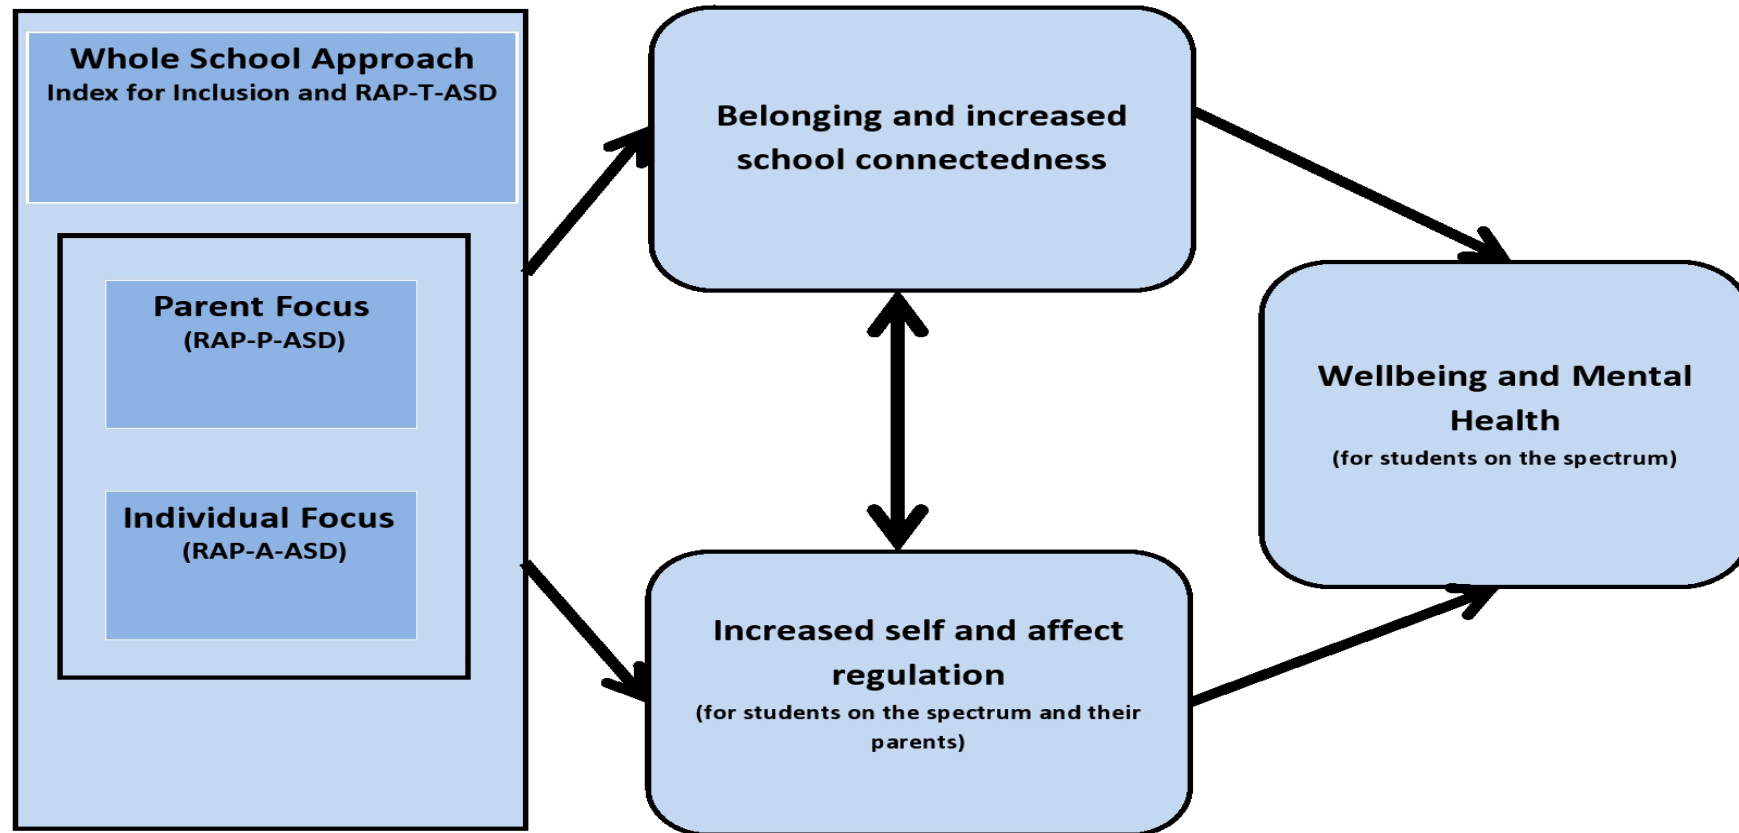 Whole School Approach
Index for Inclusion and RAP-T-ASD
Parent Focus
(RAP-P-ASD)
Individual Focus
(RAP-A-ASD)
Belonging and increased
school connectedness
Increased self and affect
regulation
(for students on the spectrum and their
parents)
Wellbeing and Mental
Health
(for students on the spectrum)